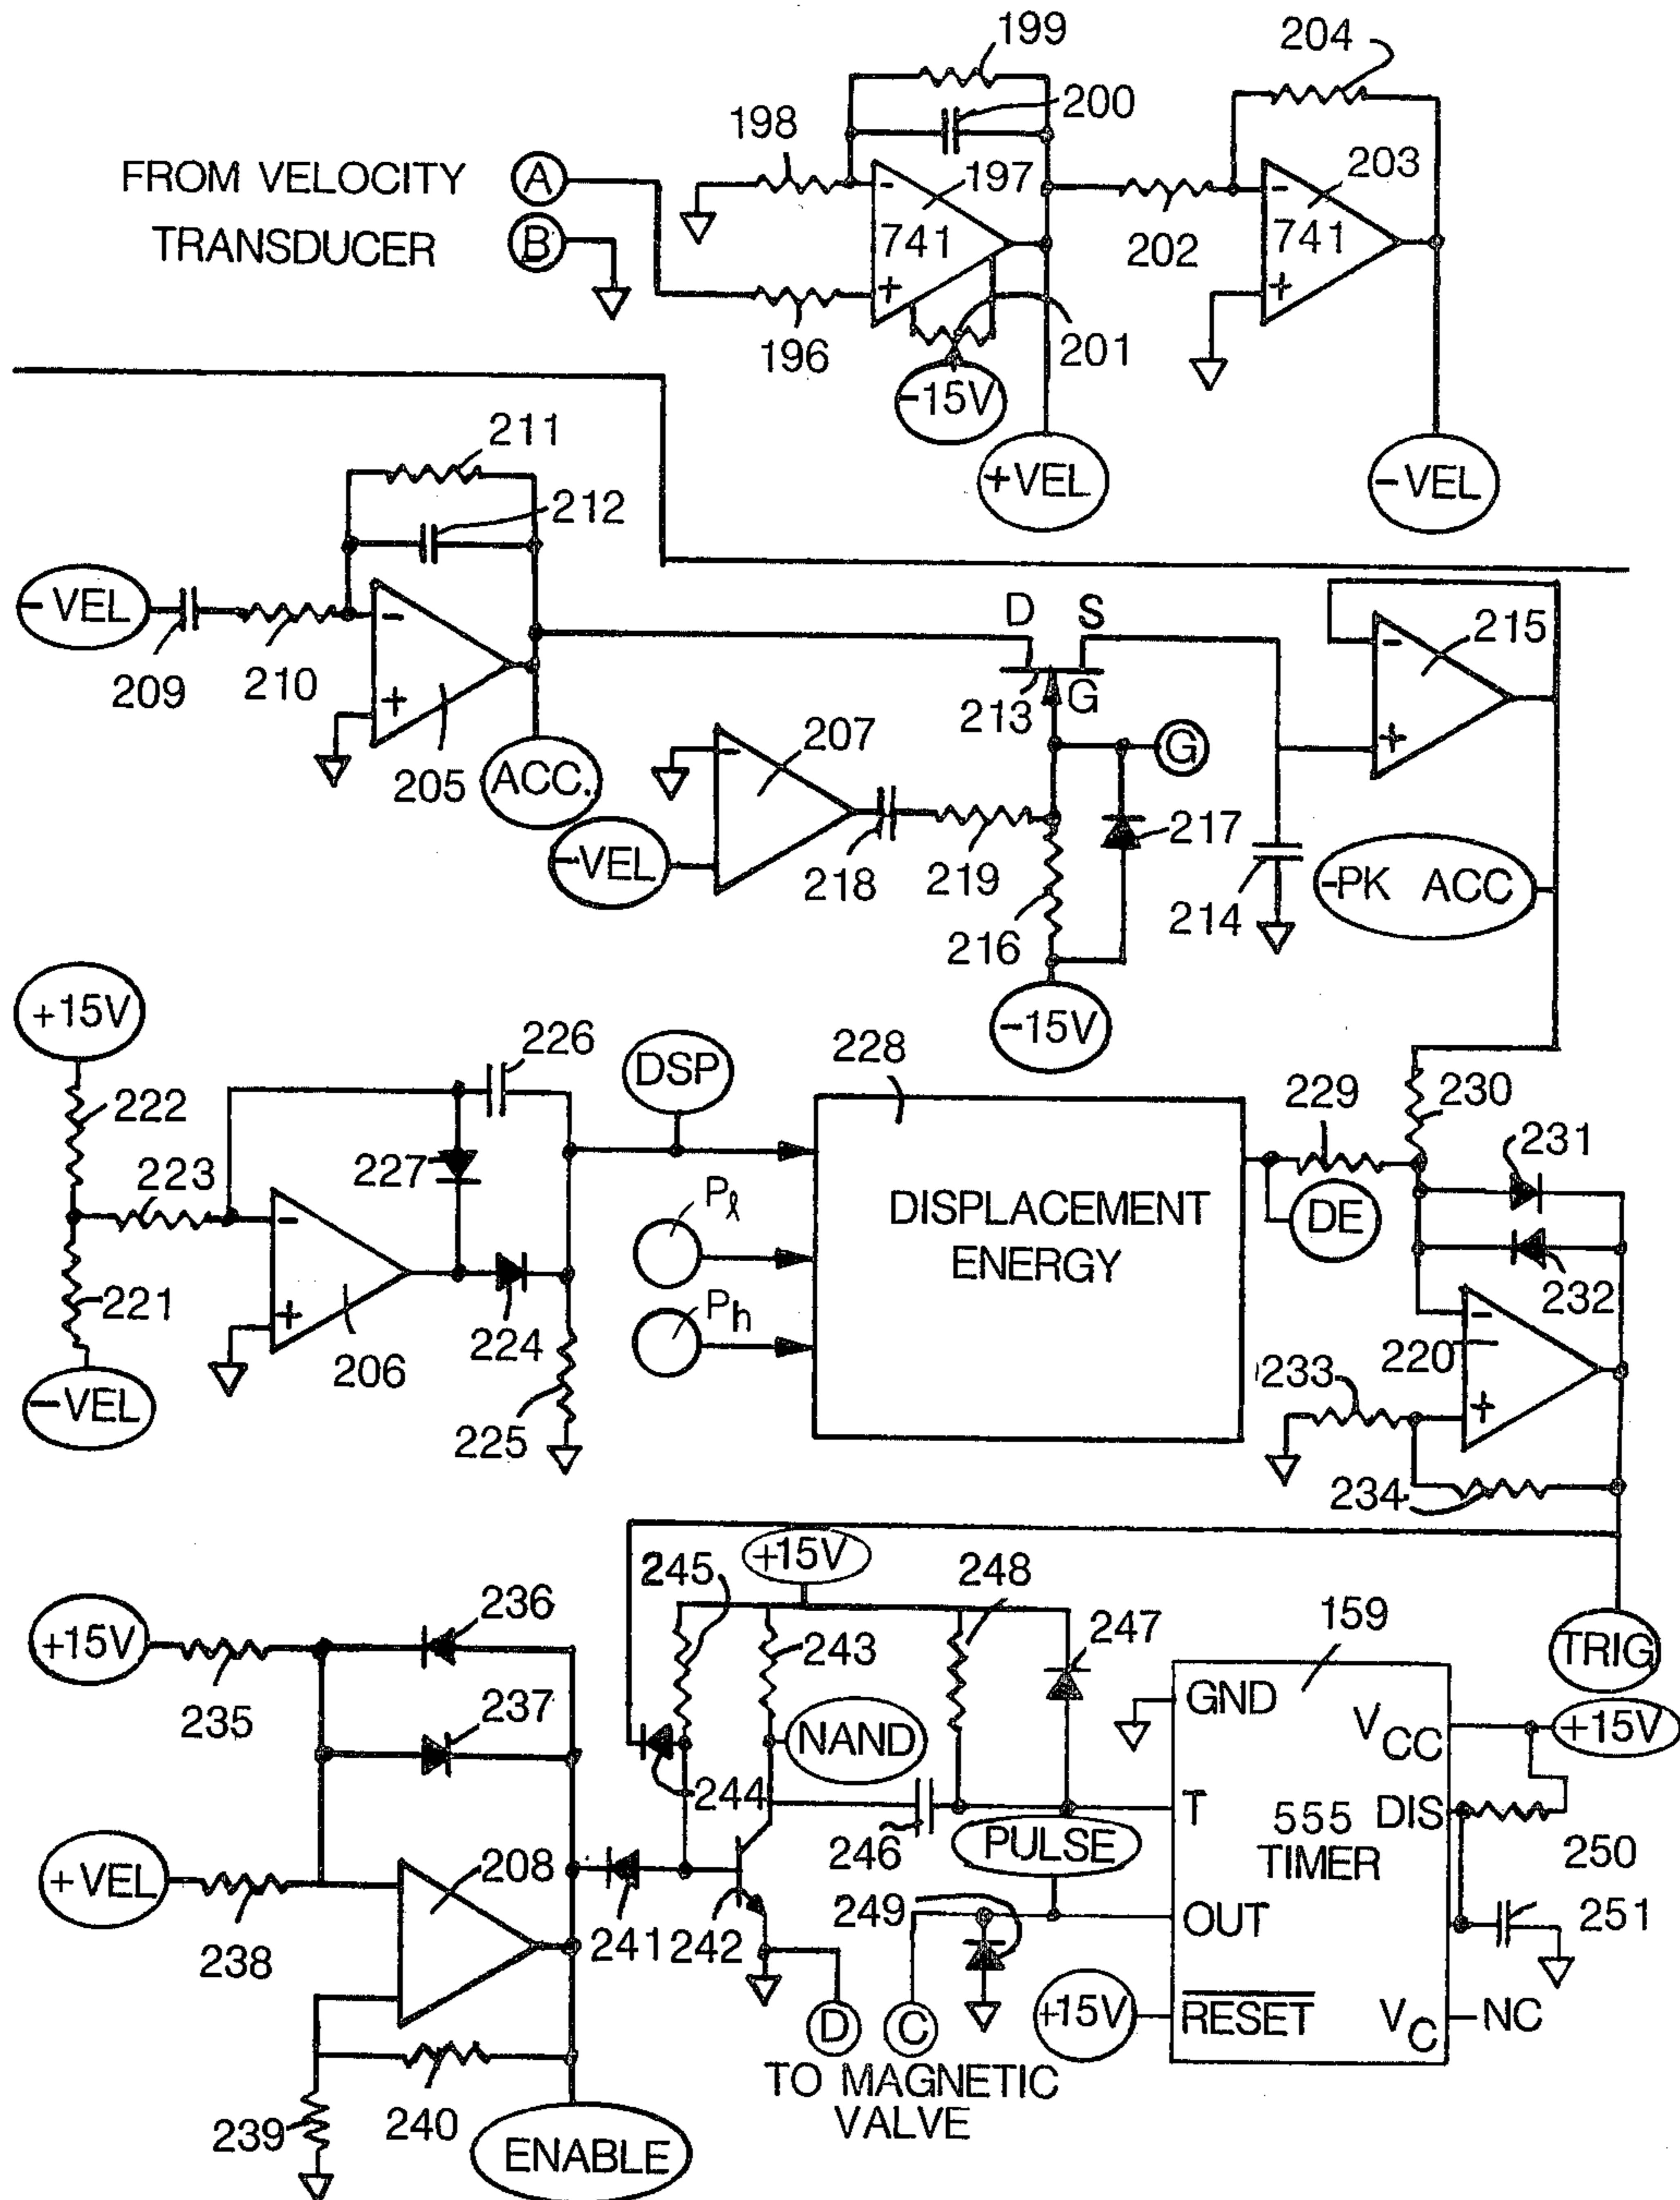 199
204
198
200
FROM VELOCITY
A
-
197
-
203
TRANSDUCER
B
741
202
741
+
+
196
201
-15V
211
+VEL
-VEL
212
-VEL
-
D
S
-
215
209
210
+
213
G
205
ACC.
-
207
G
+
-VEL
218
219
217
216
214
-PK ACC
+15V
-15V
226
DSP
228
222
229
230
223
227
Pℓ
231
-
DISPLACEMENT
ENERGY
DE
221
+
206
224
Ph
-
232
220
-VEL
225
233
+
234
+15V
245
248
236
159
+15V
243
247
TRIG
235
237
NAND
GND
VCC
+15V
244
T
DIS
555
TIMER
+VEL
208
246
PULSE
250
249
OUT
251
238
241
242
+15V
RESET
VC
NC
D
C
TO MAGNETIC
VALVE
239
240
ENABLE